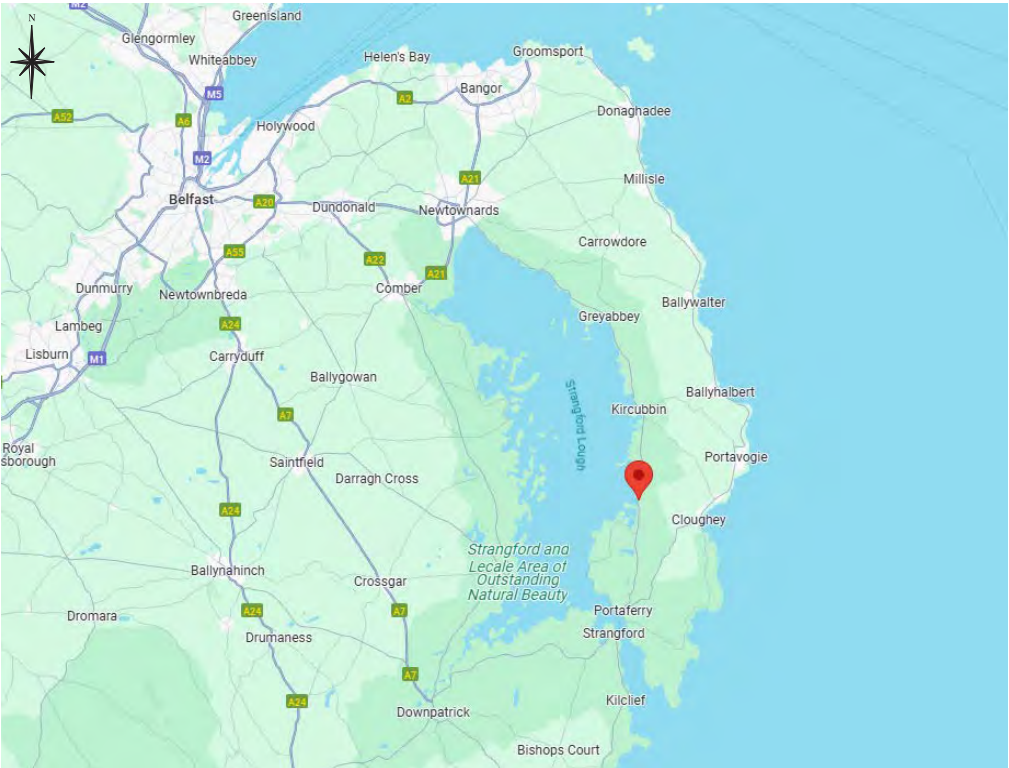 M2
Greenisland
N
Glengormley
Groomsport
Helen's Bay
Whiteabbey
Bangor
M5
A2
Donaghadee
A52
A6
Holywood
M2
A21
Millisle
Belfast
A20
Dundonald
Newtownards
Carrowdore
A55
A22
A21
Dunmurry
Newtownbreda
Comber
Ballywalter
Greyabbey
Lambeg
A24
Lisburn
M1
Carryduff
Ballygowan
Ballyhalbert
Strangford Lough
Kircubbin
A7
Royal
sborough
Portavogie
Saintfield
Darragh Cross
A24
Cloughey
Strangford and
Lecale Area of
Outstanding
Natural Beauty
Ballynahinch
Crossgar
A24
A7
Portaferry
Dromara
Drumaness
Strangford
A7
A24
Kilclief
Downpatrick
Bishops Court